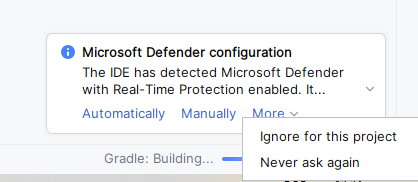 Microsoft Defender configuration
The IDE has detected Microsoft Defender
with Real-Time Protection enabled. It...
Automatically Manually More
Ignore for this project
Never ask again
Gradle: Building...